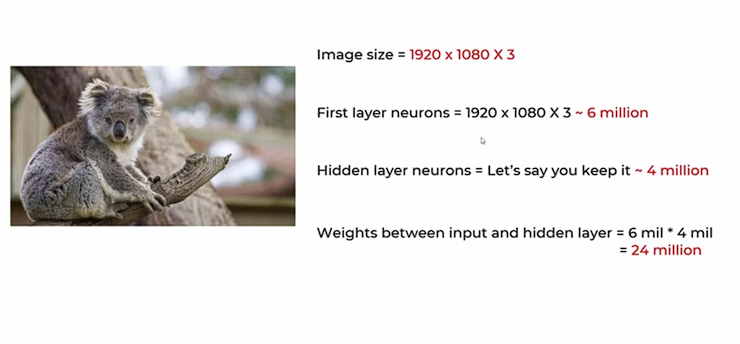 Image size = 1920 x 1080 X 3
First layer neurons = 1920 x 1080 X 3 ~ 6 million
Hidden layer neurons = Let's say you keep it ~ 4 million
Weights between input and hidden layer = 6 mil * 4 mil
= 24 million